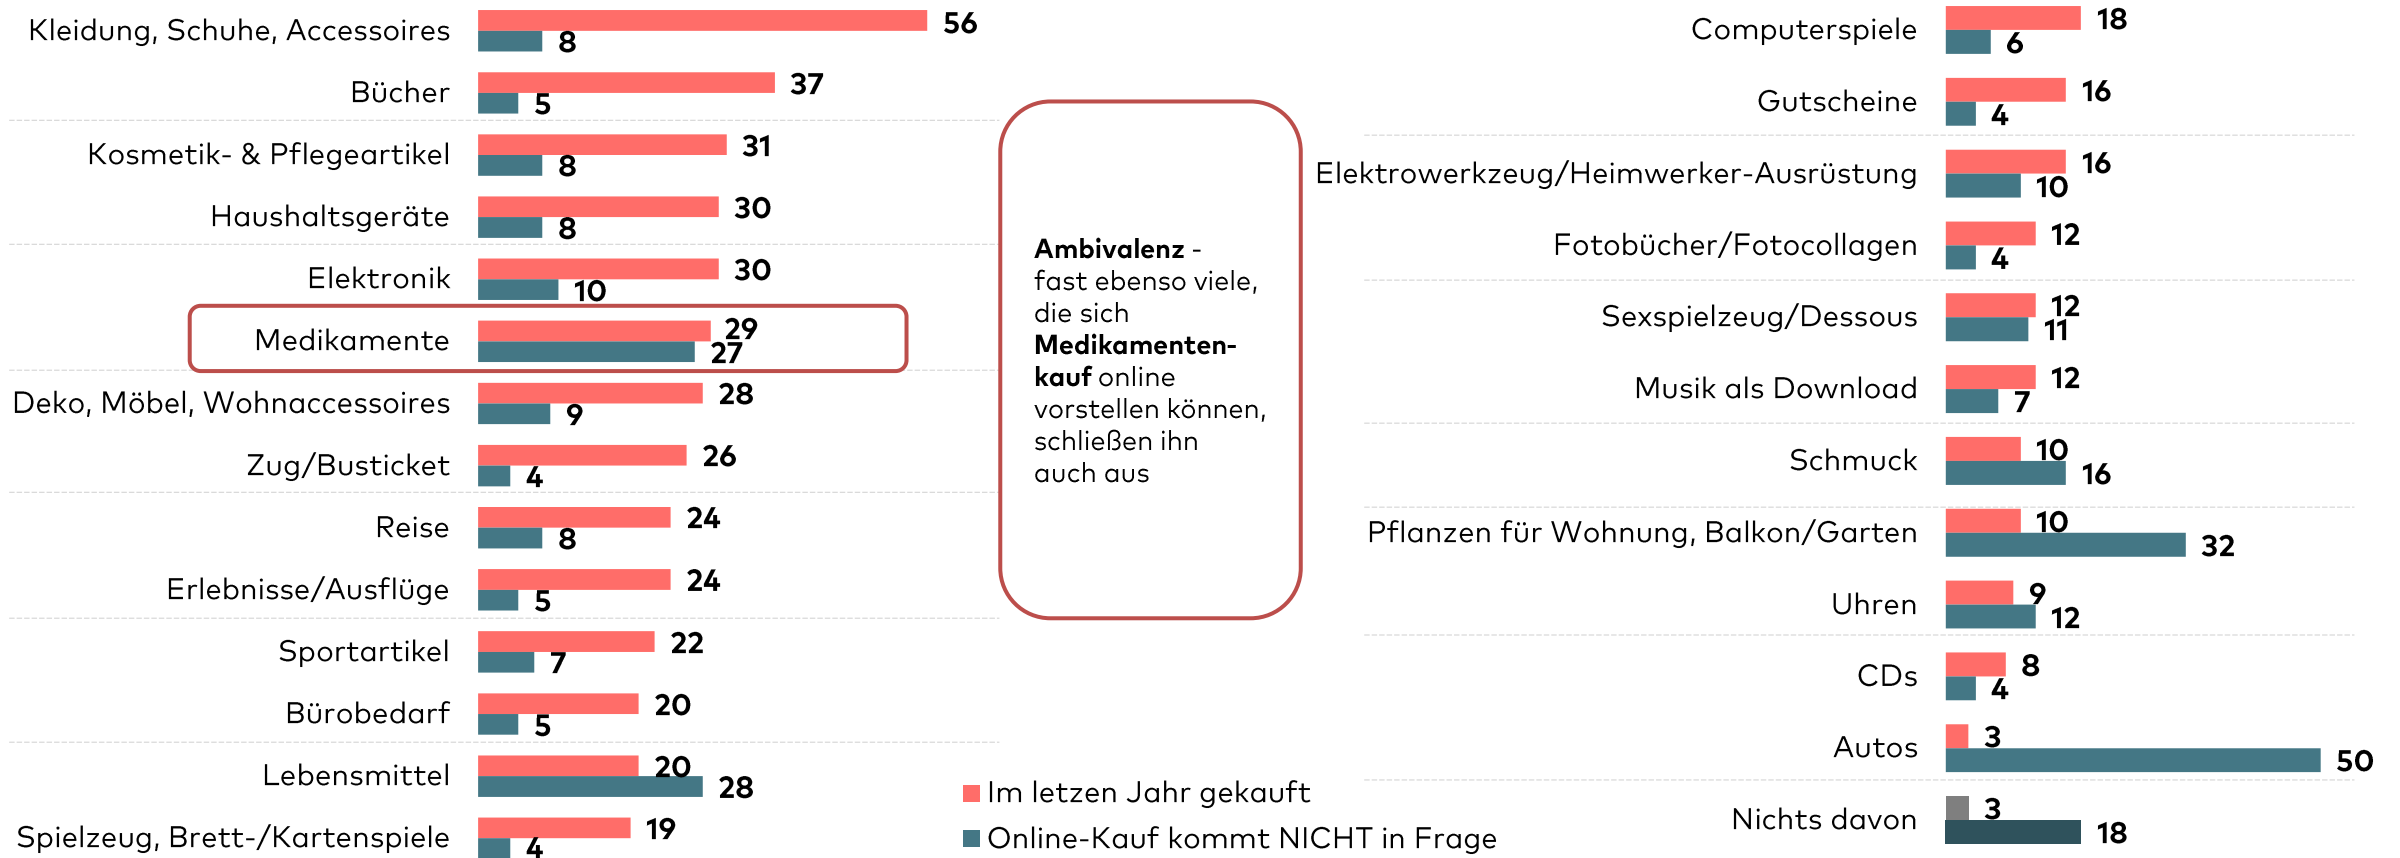 Kleidung, Schuhe, Accessoires 56
8
Bücher 37
5
Kosmetik- & Pflegeartikel 31
8
Haushaltsgeräte 30
8
Elektronik 30
10
Medikamente 29
27
Deko, Möbel, Wohnaccessoires 28
9
Zug/Busticket 26
4
Reise 24
8
Erlebnisse/Ausflüge 24
5
Sportartikel 22
7
Bürobedarf 20
5
Lebensmittel 20
28
Spielzeug, Brett-/Kartenspiele 19
4
Ambivalenz -
fast ebenso viele,
die sich
Medikamenten-
kauf online
vorstellen können,
schließen ihn
auch aus
Im letzen Jahr gekauft
Online-Kauf kommt NICHT in Frage
Computerspiele 18
6
Gutscheine 16
4
Elektrowerkzeug/Heimwerker-Ausrüstung 16
10
Fotobücher/Fotocollagen 12
4
Sexspielzeug/Dessous 12
11
Musik als Download 12
7
Schmuck 10
16
Pflanzen für Wohnung, Balkon/Garten 10
32
Uhren 9
12
CDs 8
4
Autos 3
50
Nichts davon 3
18